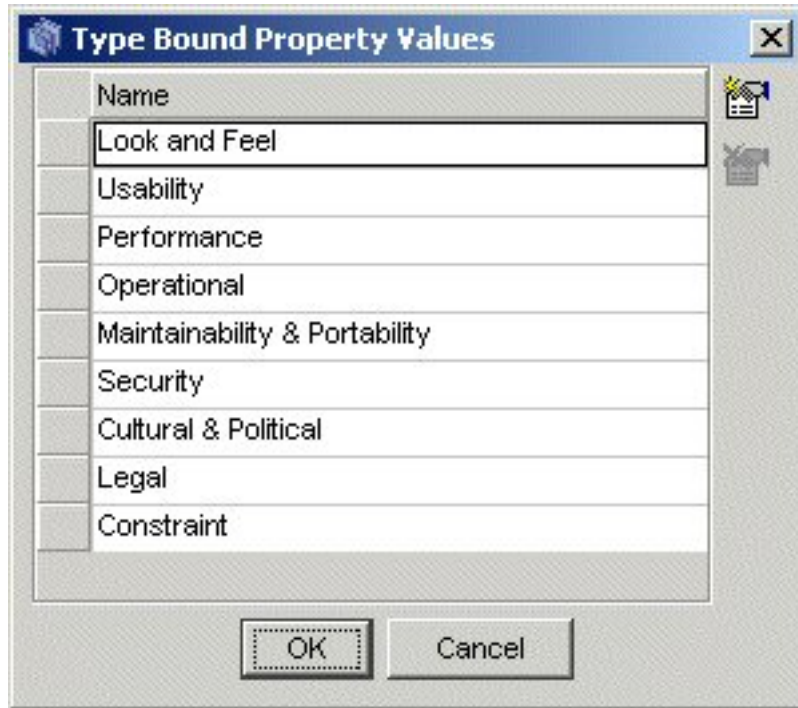 Type Bound Property Values
Name
Look and Feel
Usability
Performance
Operational
Maintainability & Portability
Security
Cultural & Political
Legal
Constraint
OK
Cancel